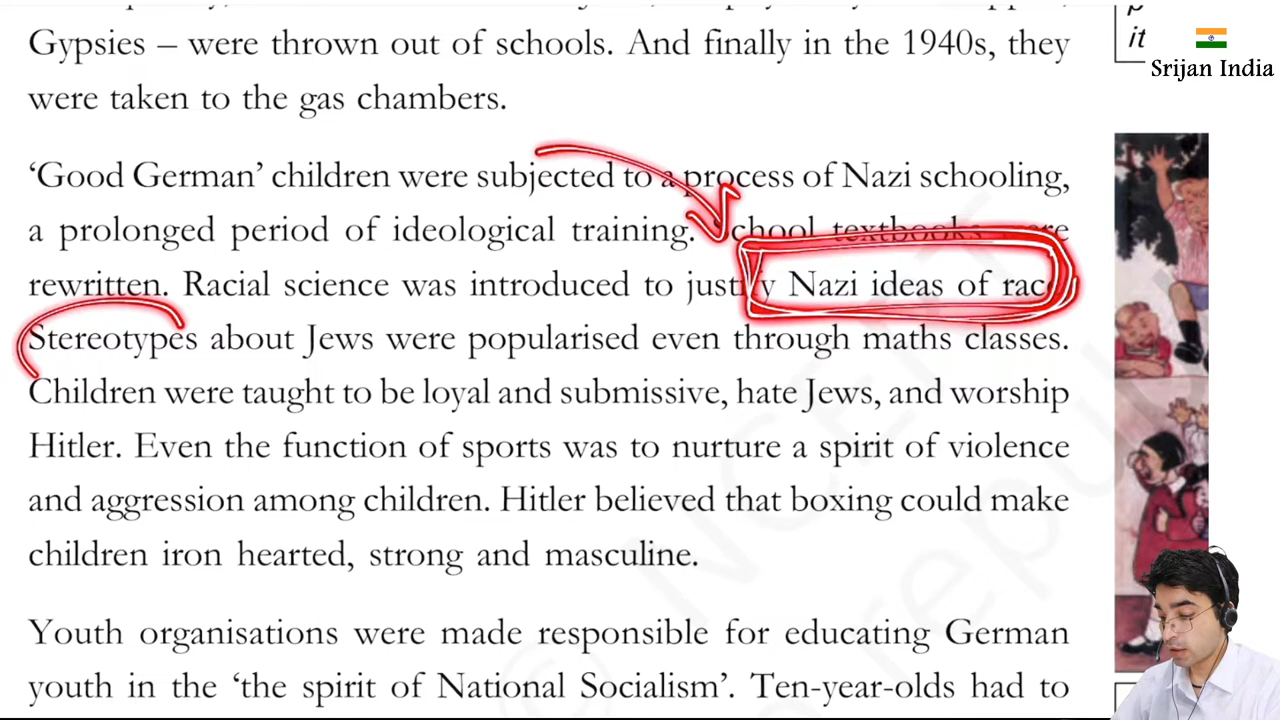 Gypsies – were thrown out of schools. And finally in the 1940s, they
were taken to the gas chambers.
‘Good German’ children were subjected to a process of Nazi schooling,
a prolonged period of ideological training. School textbooks were
rewritten. Racial science was introduced to justify Nazi ideas of race.
Stereotypes about Jews were popularised even through maths classes.
Children were taught to be loyal and submissive, hate Jews, and worship
Hitler. Even the function of sports was to nurture a spirit of violence
and aggression among children. Hitler believed that boxing could make
children iron hearted, strong and masculine.
Youth organisations were made responsible for educating German
youth in the ‘the spirit of National Socialism’. Ten-year-olds had to
it
Srijan India
© NCERT
republ